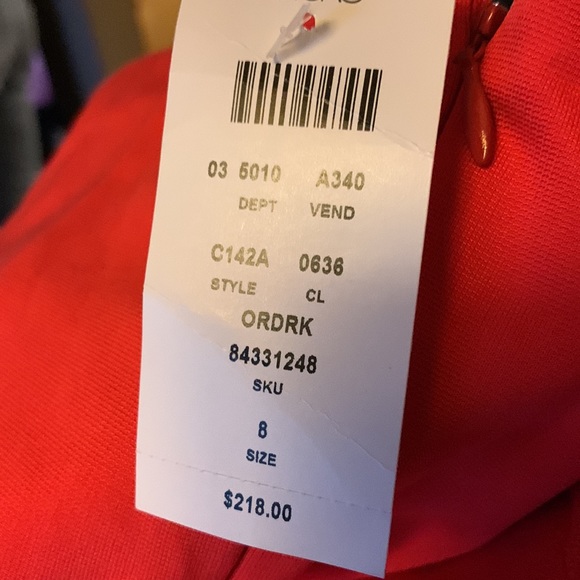 03 5010 A340
DEPT VEND
C142A 0636
STYLE CL
ORDRK
84331248
SKU
8
SIZE
$218.00